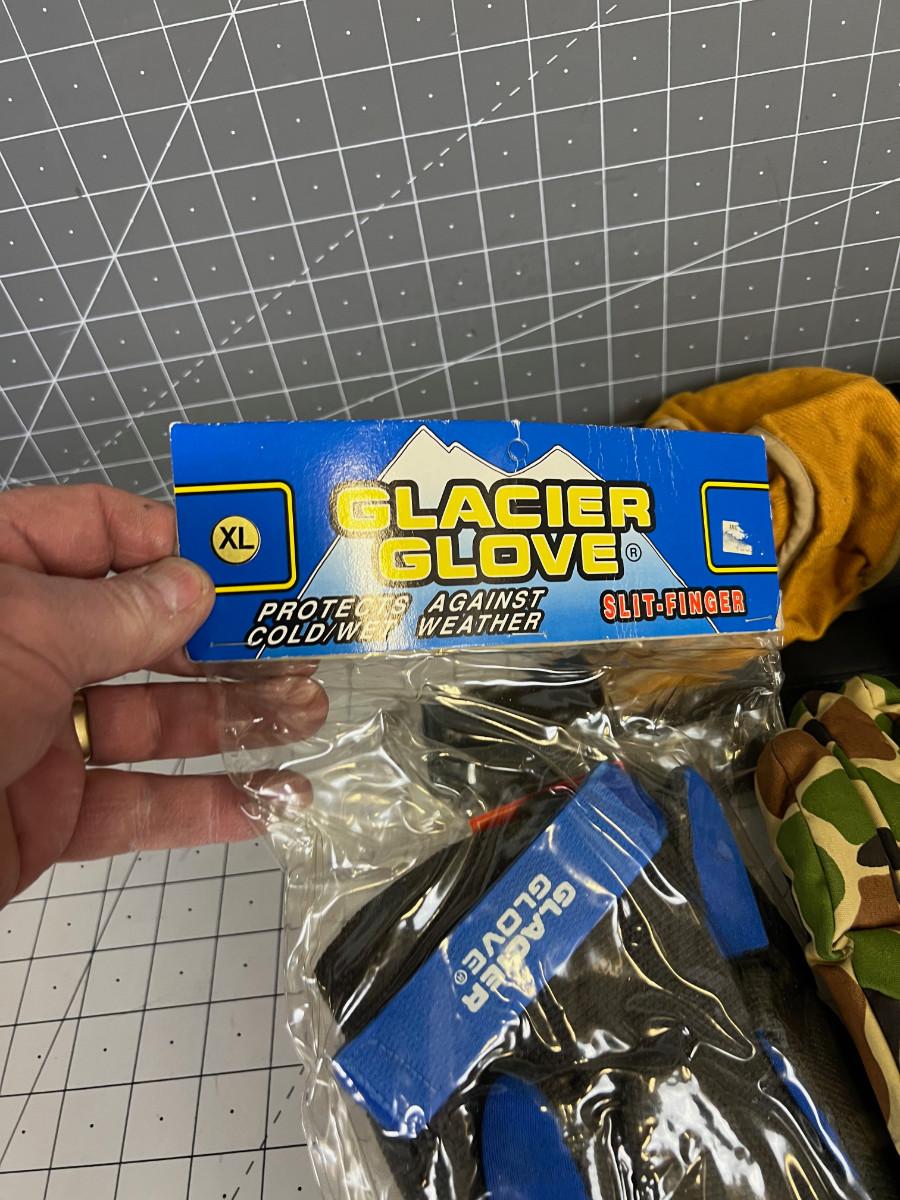 XL
GLACIER
GLOVE®
PROTECTS AGAINST
COLD/WET WEATHER
SLIT-FINGER
GLACIER
GLOVE®